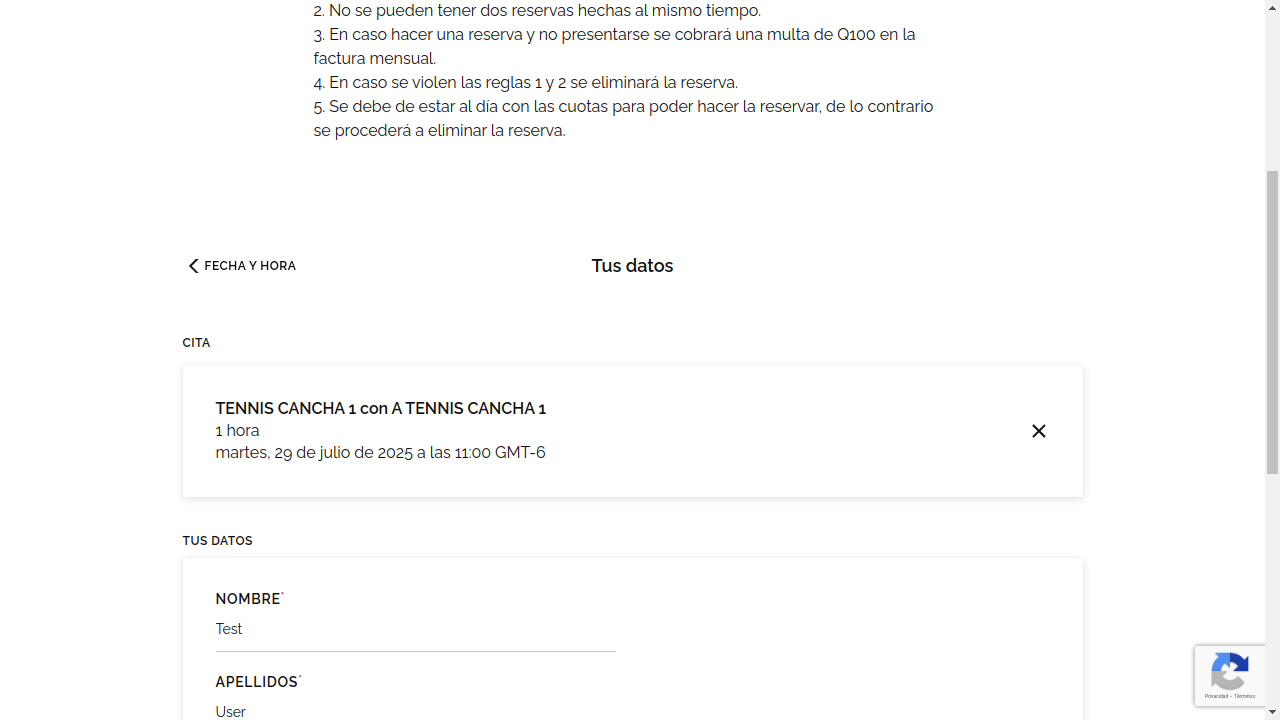 2. No se pueden tener dos reservas hechas al mismo tiempo.
3. En caso hacer una reserva y no presentarse se cobrará una multa de Q100 en la
factura mensual.
4. En caso se violen las reglas 1 y 2 se eliminará la reserva.
5. Se debe de estar al día con las cuotas para poder hacer la reservar, de lo contrario
se procederá a eliminar la reserva.
FECHA Y HORA
Tus datos
CITA
TENNIS CANCHA 1 con A TENNIS CANCHA 1
1 hora
martes, 29 de julio de 2025 a las 11:00 GMT-6
TUS DATOS
NOMBRE*
Test
APELLIDOS*
User
Privacidad - Términos